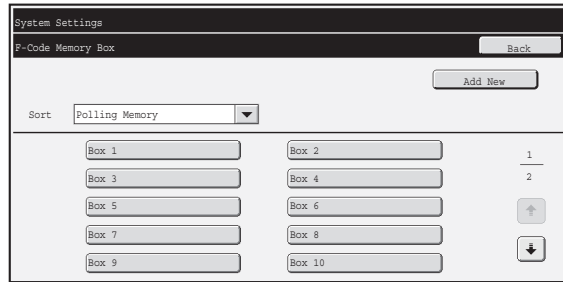 System Settings
F-Code Memory Box
Back
Add New
Sort Polling Memory
Box 1 Box 2
1
Box 3 Box 4
2
Box 5 Box 6
Box 7 Box 8
Box 9 Box 10